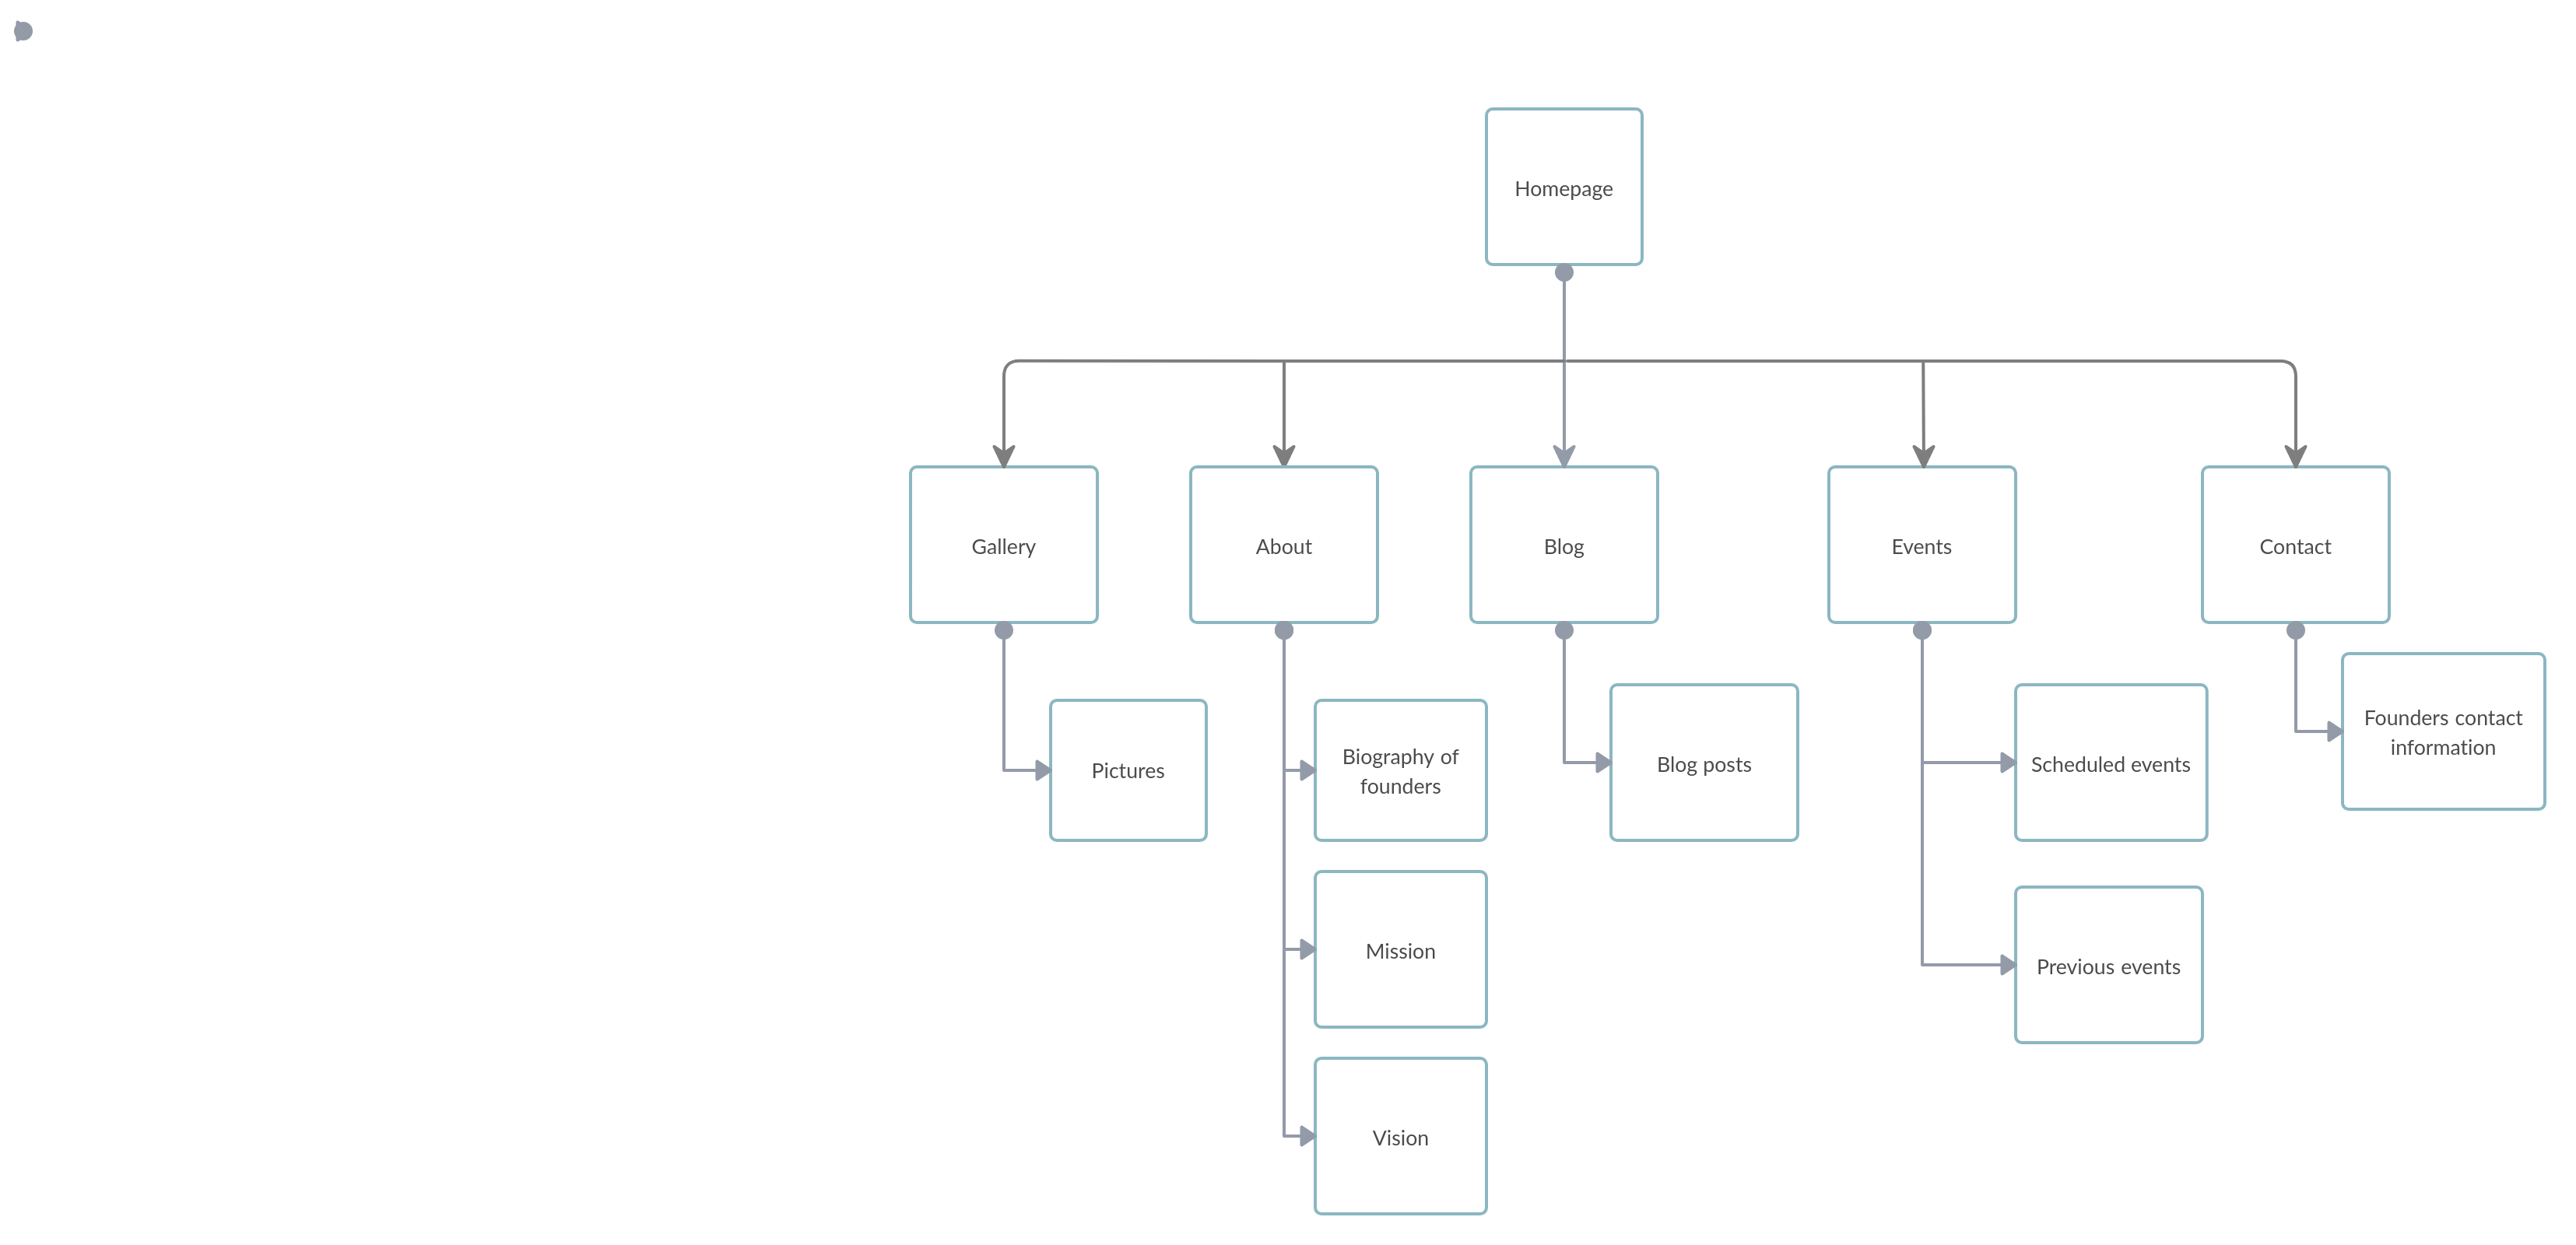 Homepage
Gallery
About
Blog
Events
Contact
Pictures
Biography of
founders
Mission
Vision
Blog posts
Scheduled events
Previous events
Founders contact
information